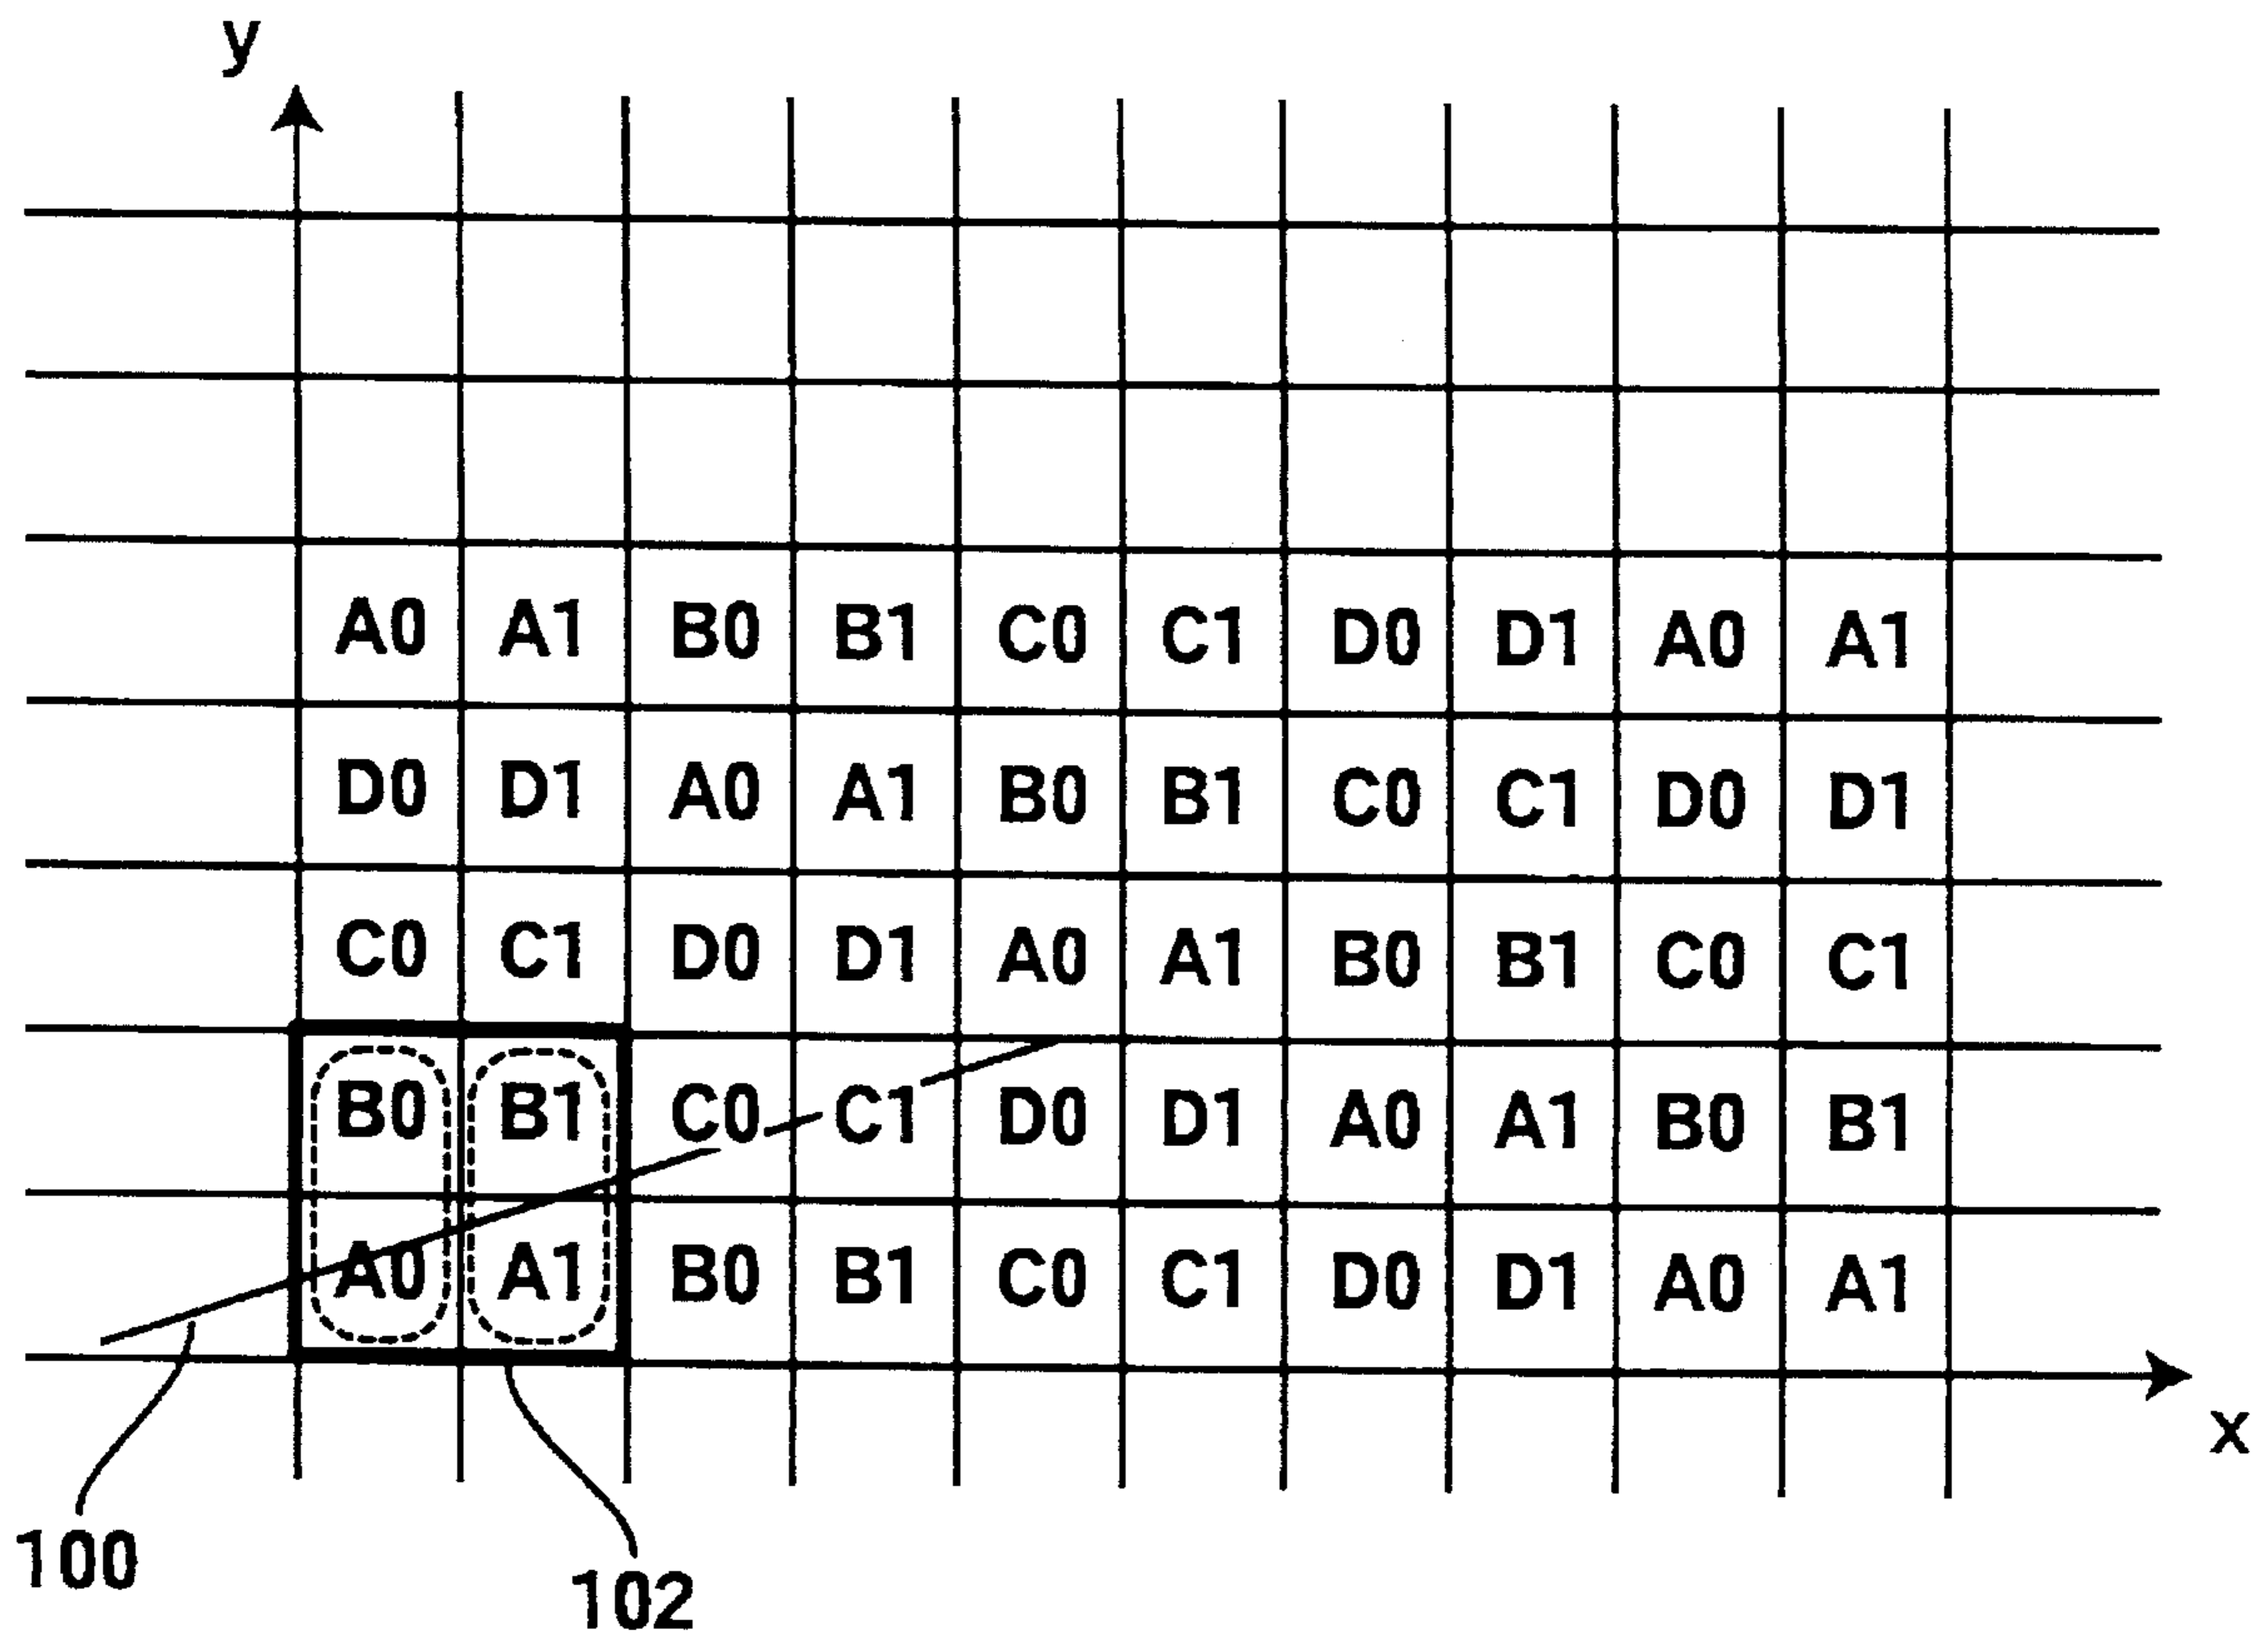 y
A0 A1 B0 B1 C0 C1 D0 D1 A0 A1
D0 D1 A0 A1 B0 B1 C0 C1 D0 D1
C0 C1 D0 D1 A0 A1 B0 B1 C0 C1
B0 B1 C0 C1 D0 D1 A0 A1 B0 B1
A0 A1 B0 B1 C0 C1 D0 D1 A0 A1
x
100
102